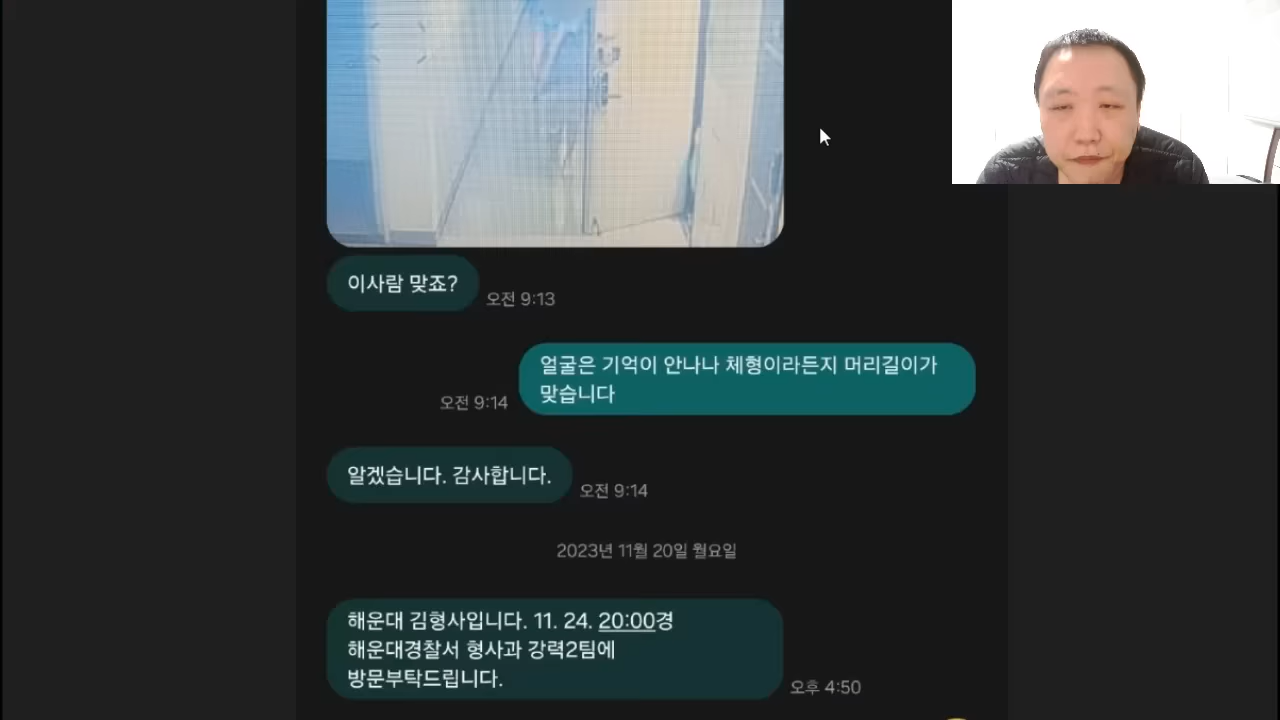 이사람 맞죠?
오전 9:13
얼굴은 기억이 안나나 체형이라든지 머리길이가
맞습니다
오전 9:14
알겠습니다. 감사합니다.
오전 9:14
2023년 11월 20일 월요일
해운대 김형사입니다. 11. 24. 20:00경
해운대경찰서 형사과 강력2팀에
방문부탁드립니다.
오후 4:50